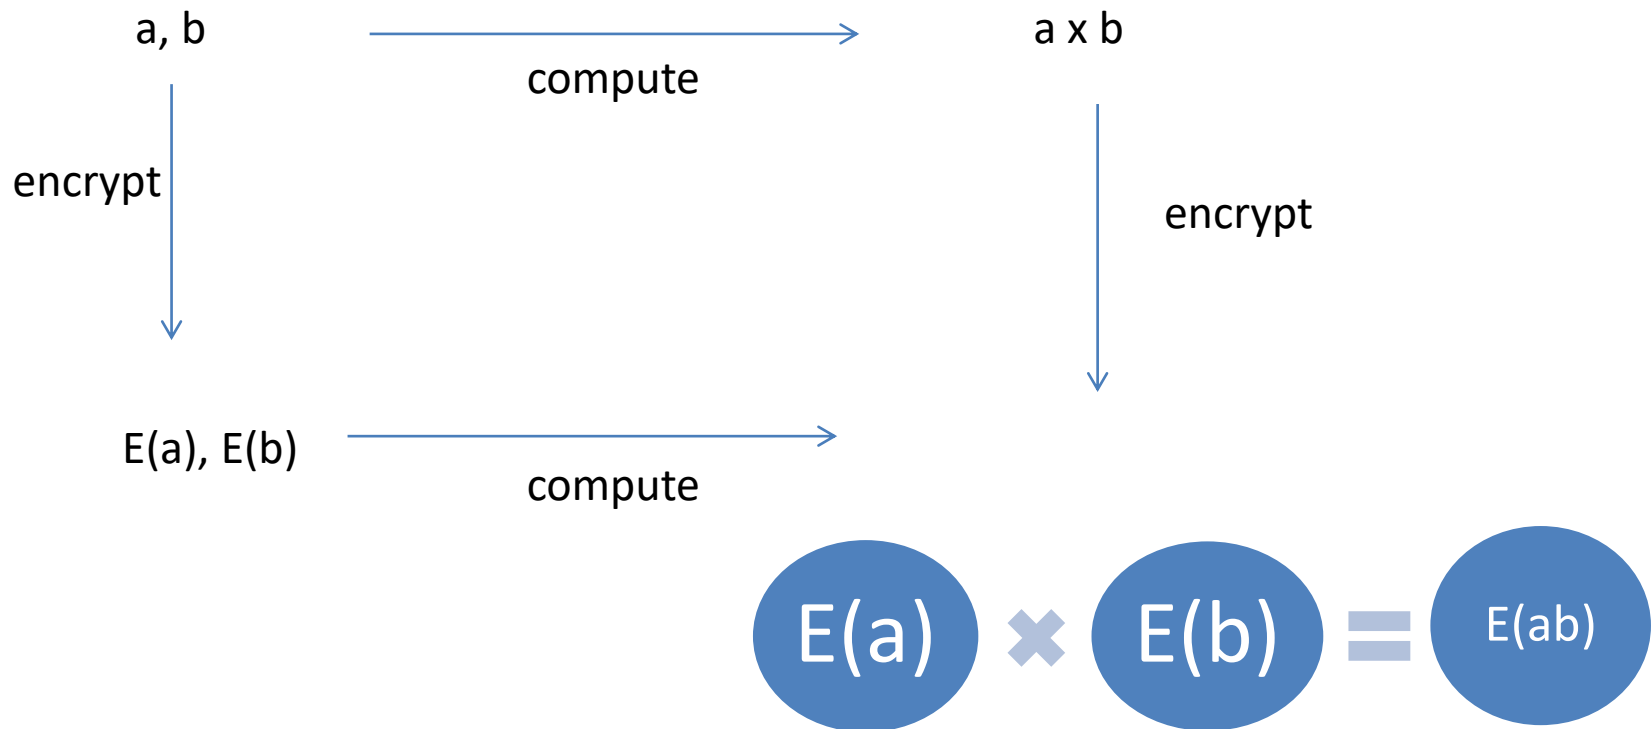 a, b
a x b
compute
encrypt
encrypt
E(a), E(b)
compute
E(a) × E(b) = E(ab)